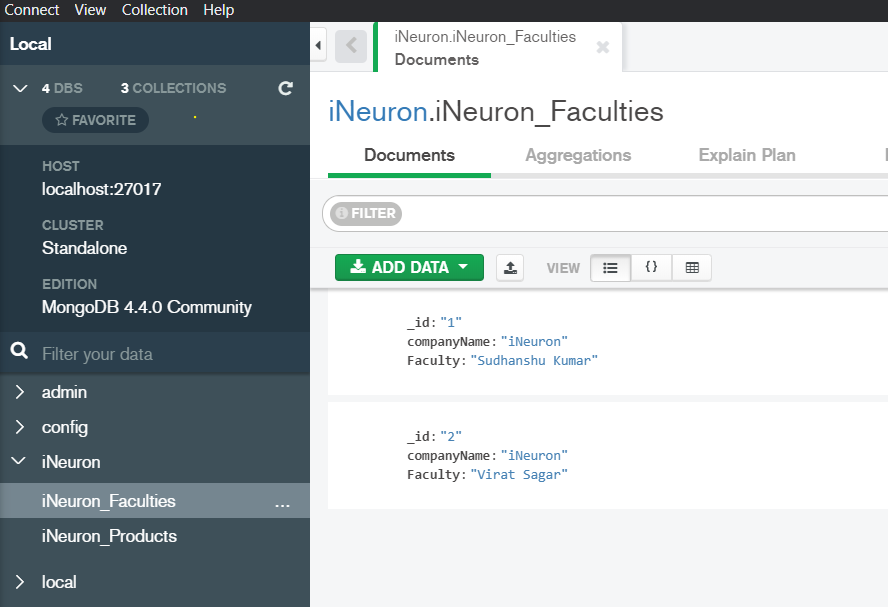 Connect View Collection Help
Local
4 DBS 3 COLLECTIONS
FAVORITE
HOST
localhost:27017
CLUSTER
Standalone
EDITION
MongoDB 4.4.0 Community
Filter your data
admin
config
iNeuron
iNeuron_Faculties ...
iNeuron_Products
local
iNeuron.iNeuron_Faculties
Documents
iNeuron.iNeuron_Faculties
Documents Aggregations Explain Plan
FILTER
ADD DATA VIEW {}
_id: "1"
companyName: "iNeuron"
Faculty: "Sudhanshu Kumar"
_id: "2"
companyName: "iNeuron"
Faculty: "Virat Sagar"